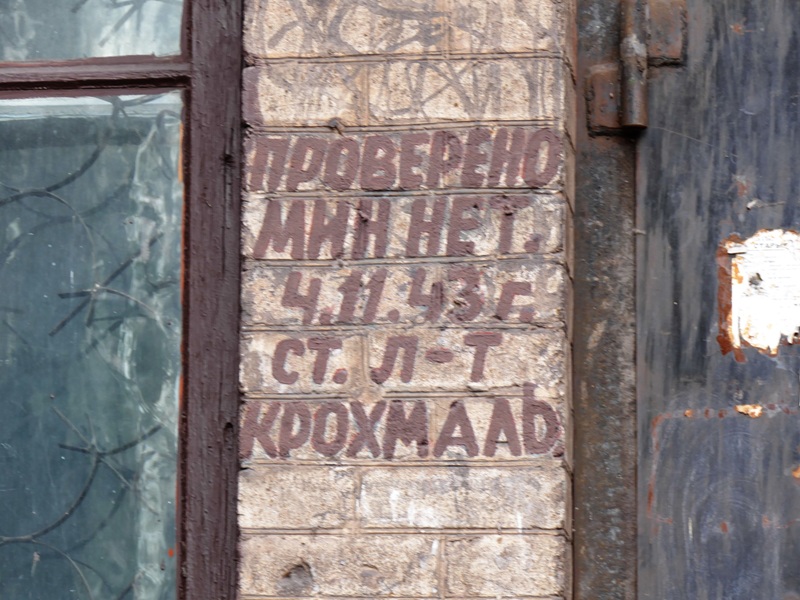 ПРОВЕРЕНО
МИН НЕТ.
4.11.43 г.
СТ. Л-Т
КРОХМАЛЬ